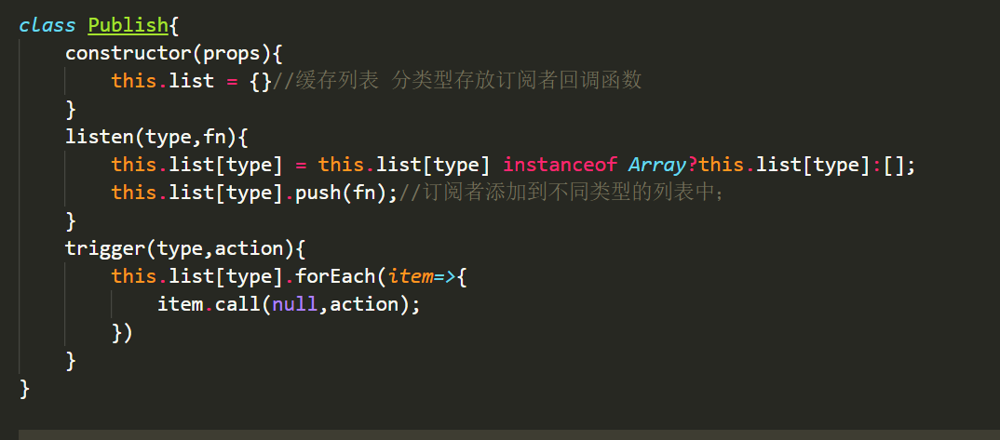 class Publish{
constructor(props){
this.list = {}//缓存列表 分类型存放订阅者回调函数
}
listen(type,fn){
this.list[type] = this.list[type] instanceof Array?this.list[type]:[];
this.list[type].push(fn);//订阅者添加到不同类型的列表中；
}
trigger(type,action){
this.list[type].forEach(item=>{
item.call(null,action);
})
}
}